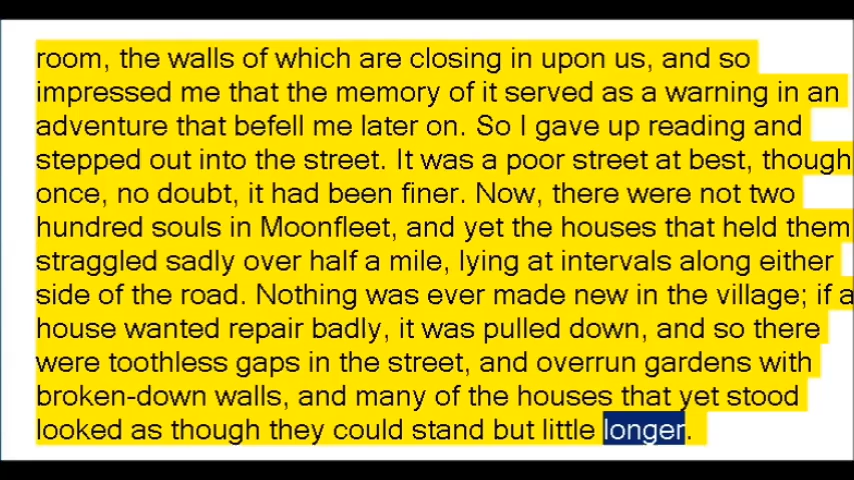 room, the walls of which are closing in upon us, and so
impressed me that the memory of it served as a warning in an
adventure that befell me later on. So I gave up reading and
stepped out into the street. It was a poor street at best, though
once, no doubt, it had been finer. Now, there were not two
hundred souls in Moonfleet, and yet the houses that held them
straggled sadly over half a mile, lying at intervals along either
side of the road. Nothing was ever made new in the village; if a
house wanted repair badly, it was pulled down, and so there
were toothless gaps in the street, and overrun gardens with
broken-down walls, and many of the houses that yet stood
looked as though they could stand but little longer.